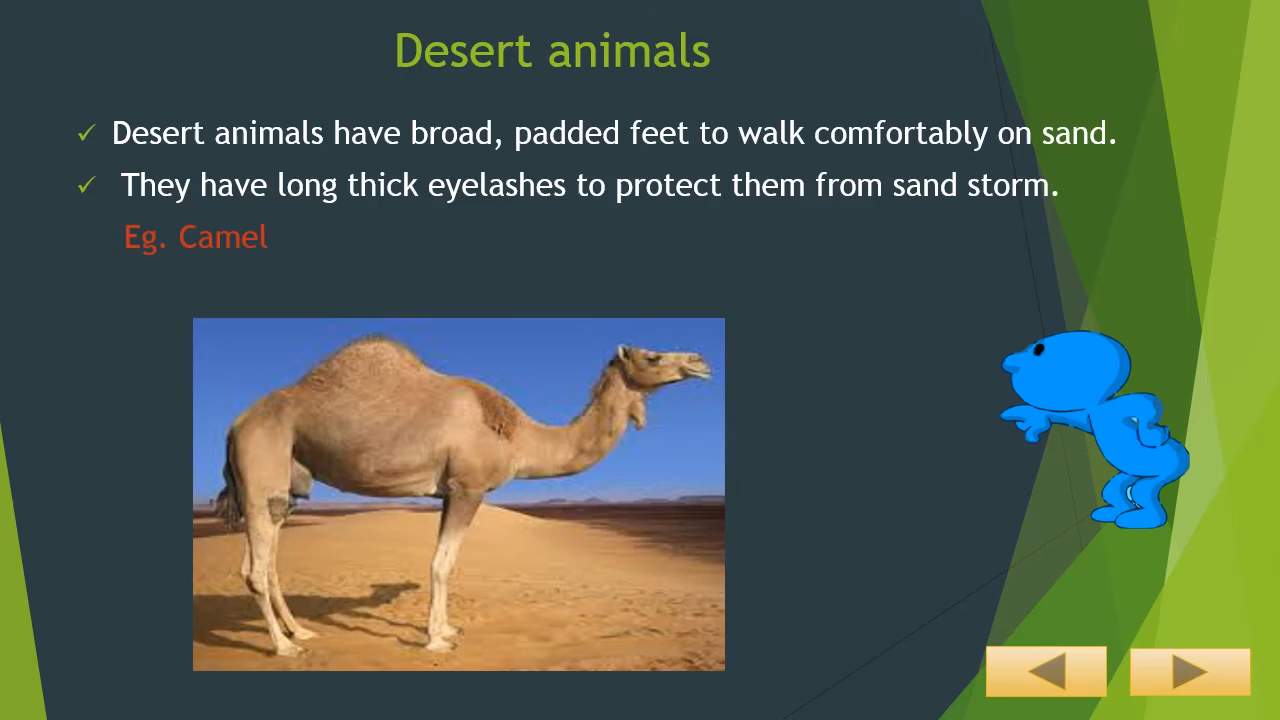 Desert animals
✓ Desert animals have broad, padded feet to walk comfortably on sand.
✓ They have long thick eyelashes to protect them from sand storm.
Eg. Camel